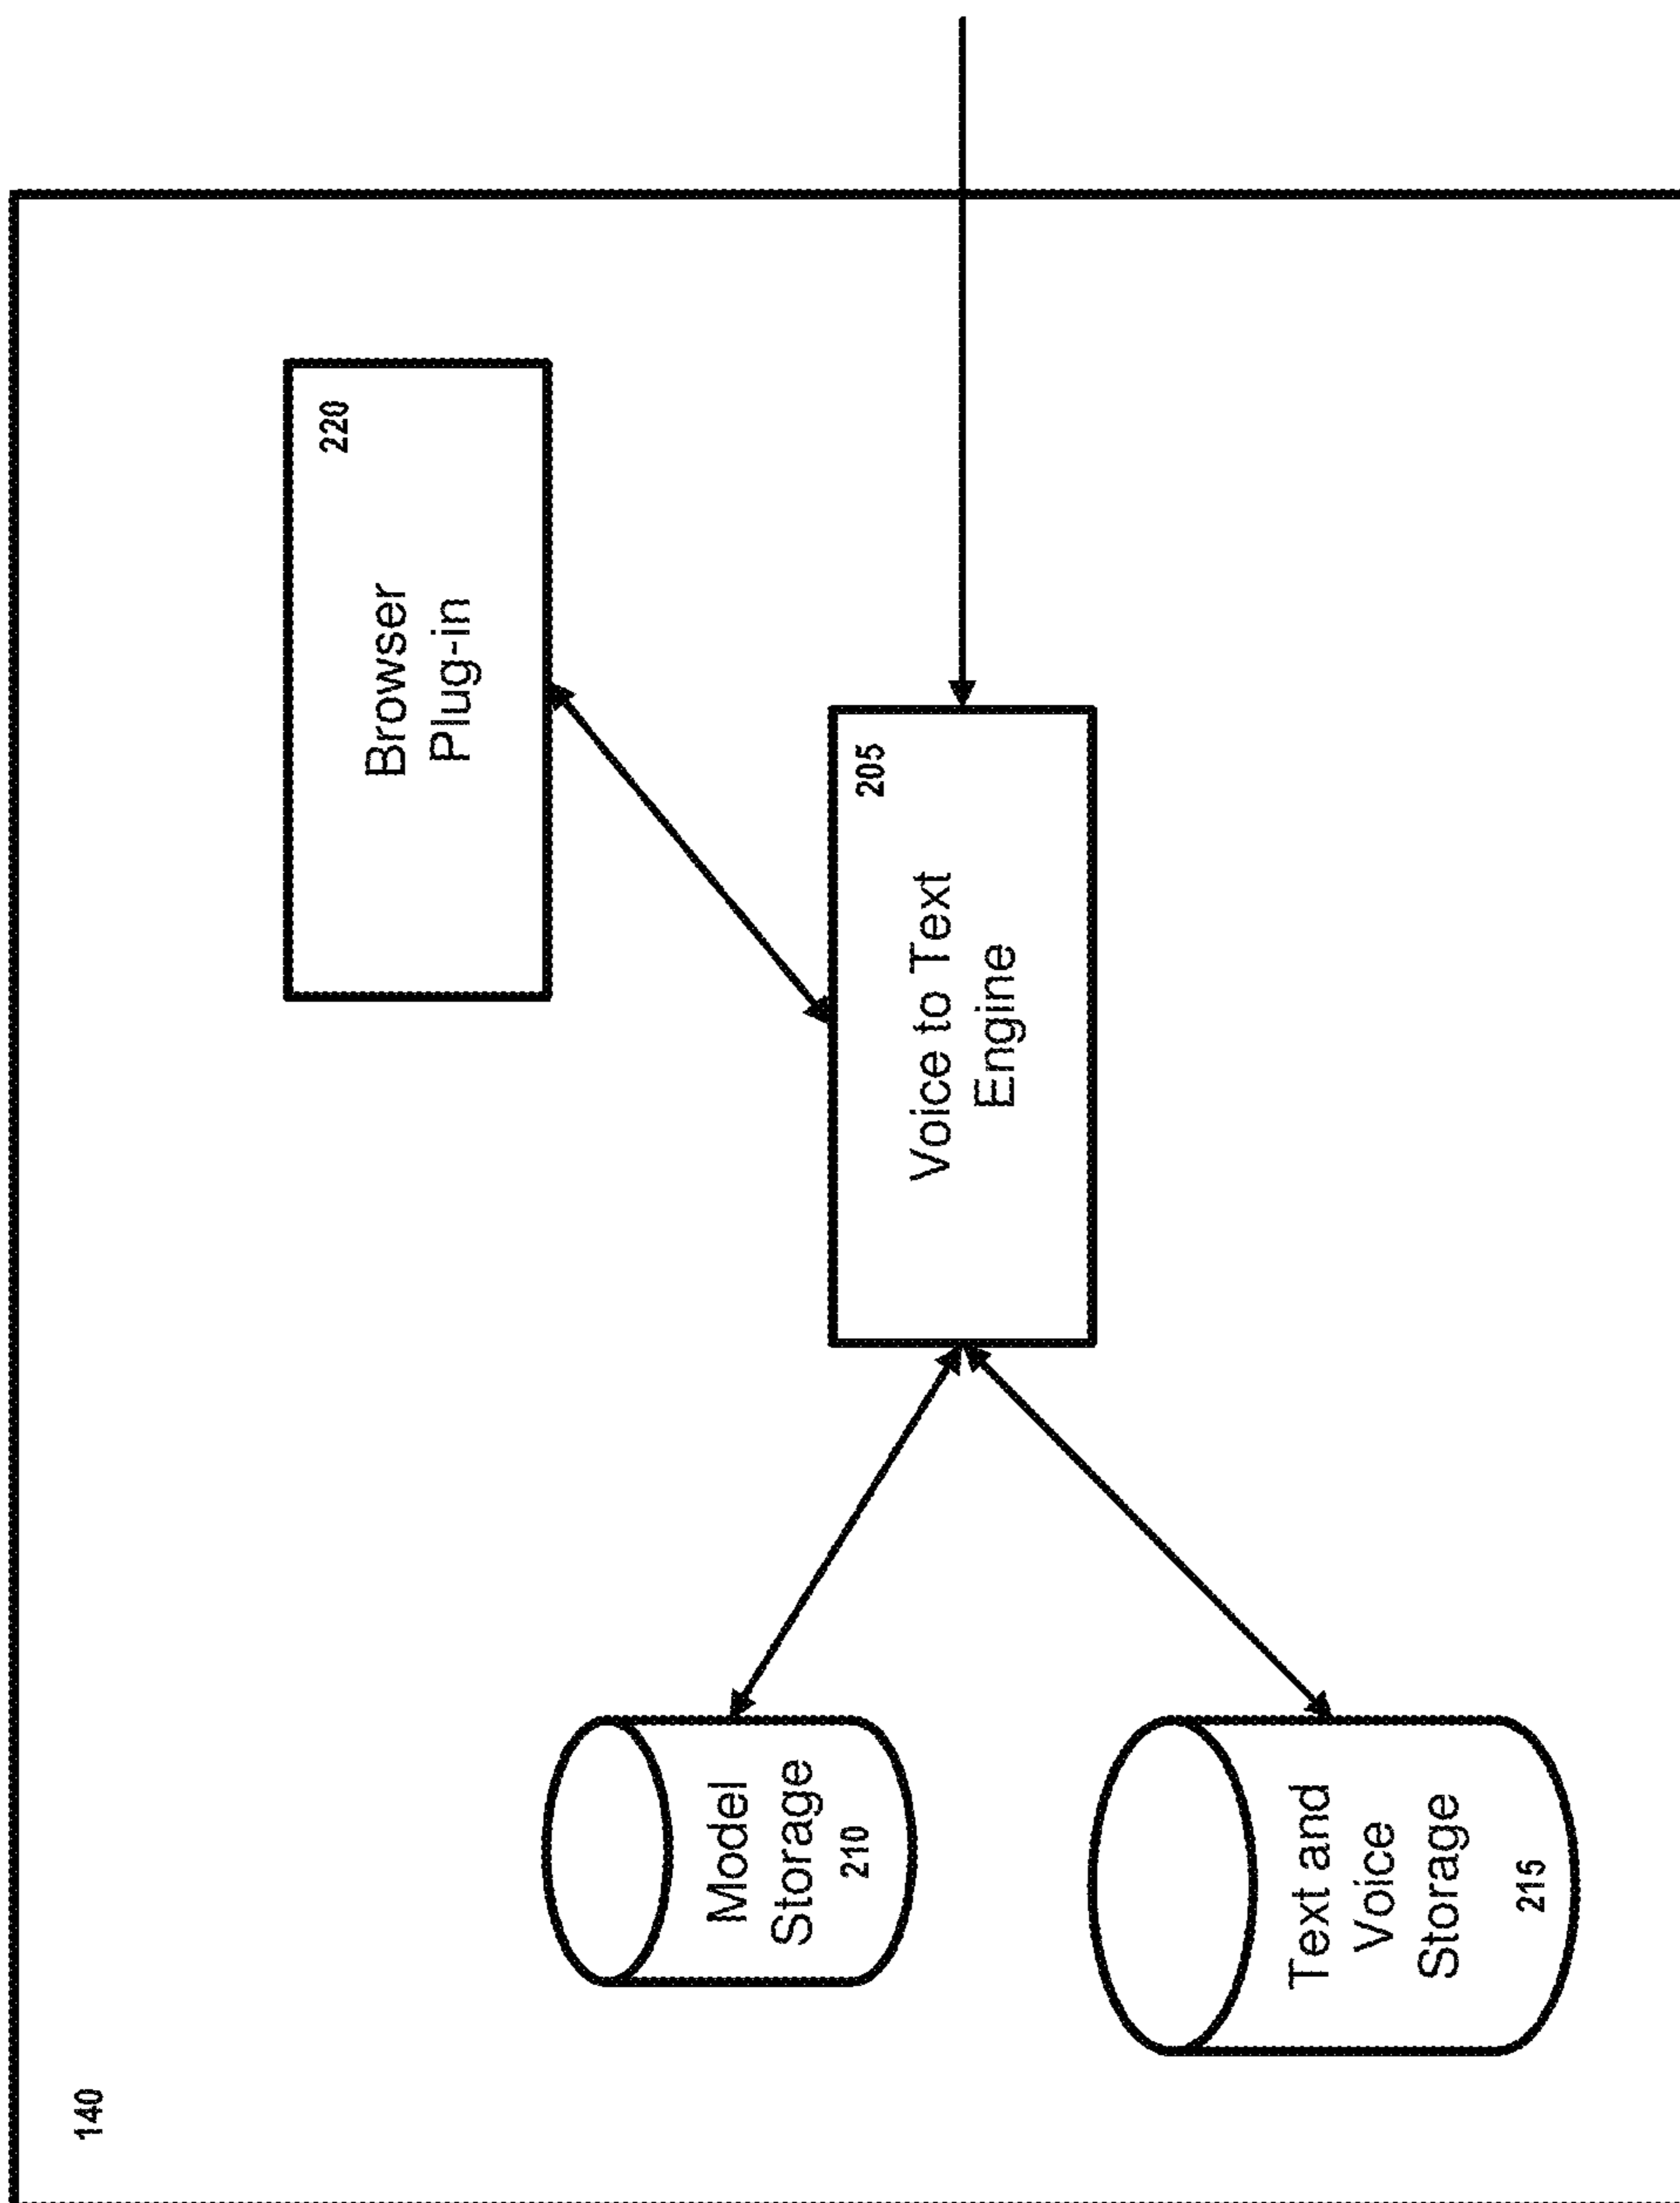 140
Browser
Plug-in
220
Voice to Text
Engine
205
Model
Storage
210
Text and
Voice
Storage
215